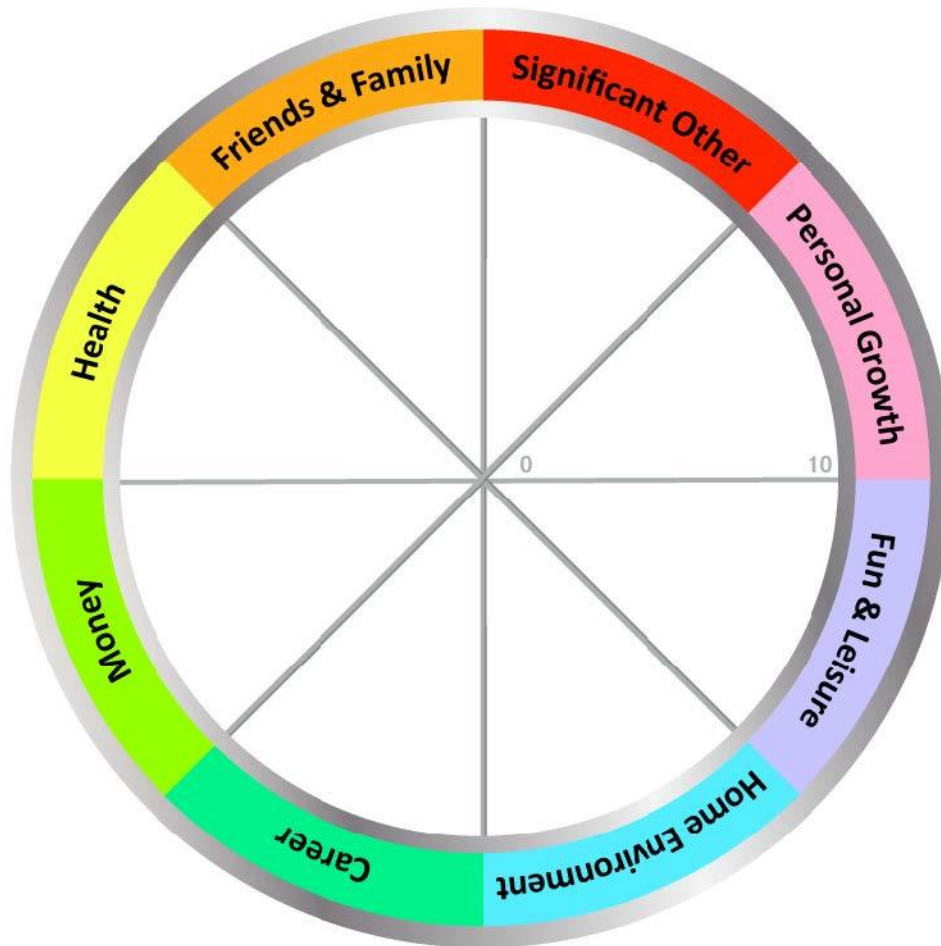 Friends & Family
Significant Other
Personal Growth
Fun & Leisure
Home Environment
Career
Money
Health
0
10